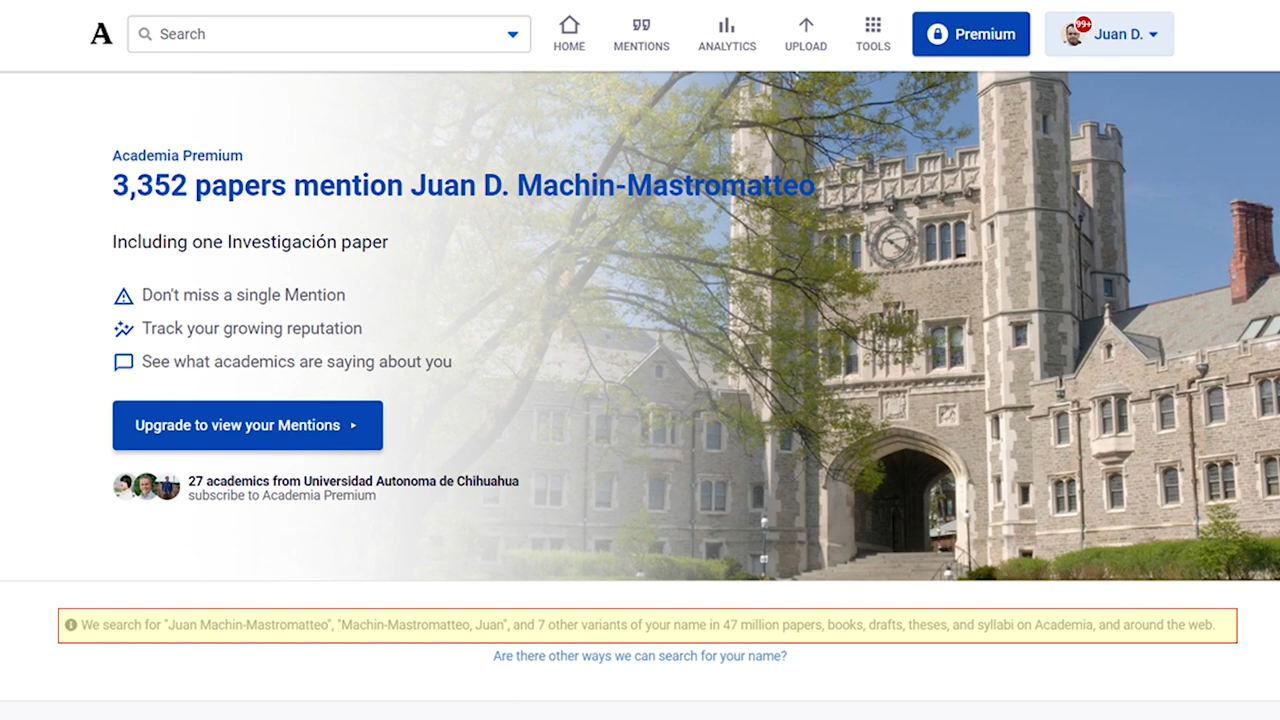 A
Search
HOME
MENTIONS
ANALYTICS
UPLOAD
TOOLS
Premium
99+
Juan D.
Academia Premium
3,352 papers mention Juan D. Machin-Mastromatteo
Including one Investigación paper
Don't miss a single Mention
Track your growing reputation
See what academics are saying about you
Upgrade to view your Mentions
27 academics from Universidad Autonoma de Chihuahua
subscribe to Academia Premium
We search for "Juan Machin-Mastromatteo", "Machin-Mastromatteo, Juan", and 7 other variants of your name in 47 million papers, books, drafts, theses, and syllabi on Academia, and around the web.
Are there other ways we can search for your name?